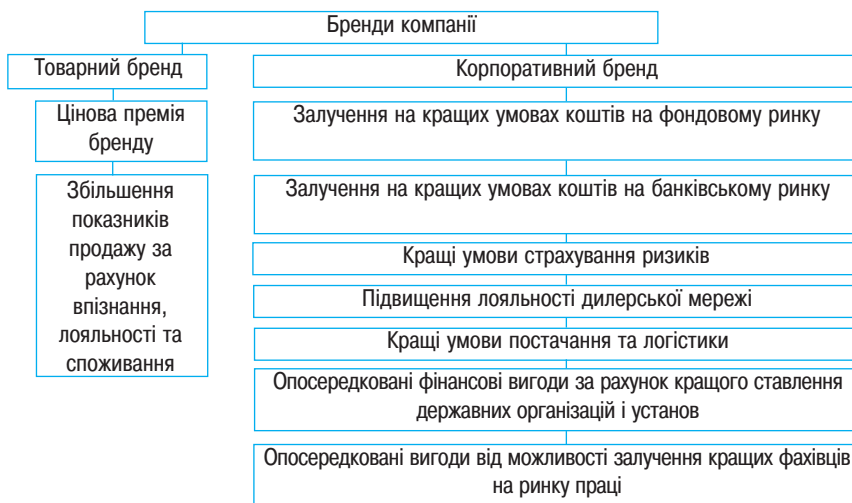 Бренди компанії
Товарний бренд
Цінова премія
бренду
Збільшення
показників
продажу за
рахунок
впізнання,
лояльності та
споживання
Корпоративний бренд
Залучення на кращих умовах коштів на фондовому ринку
Залучення на кращих умовах коштів на банківському ринку
Кращі умови страхування ризиків
Підвищення лояльності дилерської мережі
Кращі умови постачання та логістики
Опосередковані фінансові вигоди за рахунок кращого ставлення
державних організацій і установ
Опосередковані вигоди від можливості залучення кращих фахівців
на ринку праці